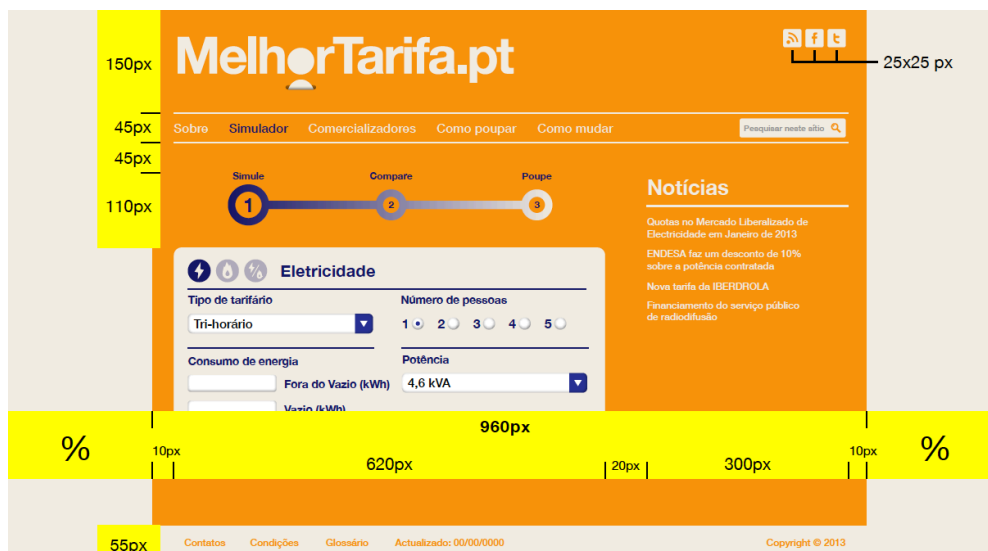 150px
MelhorTarifa.pt
25x25 px
45px
Sobre Simulador Comercializadores Como poupar Como mudar
Pesquisar neste sítio
45px
110px
Simule Compare Poupe
1 2 3
Notícias
Quotas no Mercado Liberalizado de
Electricidade em Janeiro de 2013
ENDESA faz um desconto de 10%
sobre a potência contratada
Nova tarifa da IBERDROLA
Financiamento do serviço público
de radiodifusão
Eletricidade
Tipo de tarifário
Número de pessoas
Tri-horário
1 2 3 4 5
Consumo de energia
Potência
Fora do Vazio (kWh)
4,6 kVA
Vazio (kWh)
960px
% %
10px 620px 20px 300px 10px
55px
Contatos Condições Glossário Actualizado: 00/00/0000
Copyright © 2013